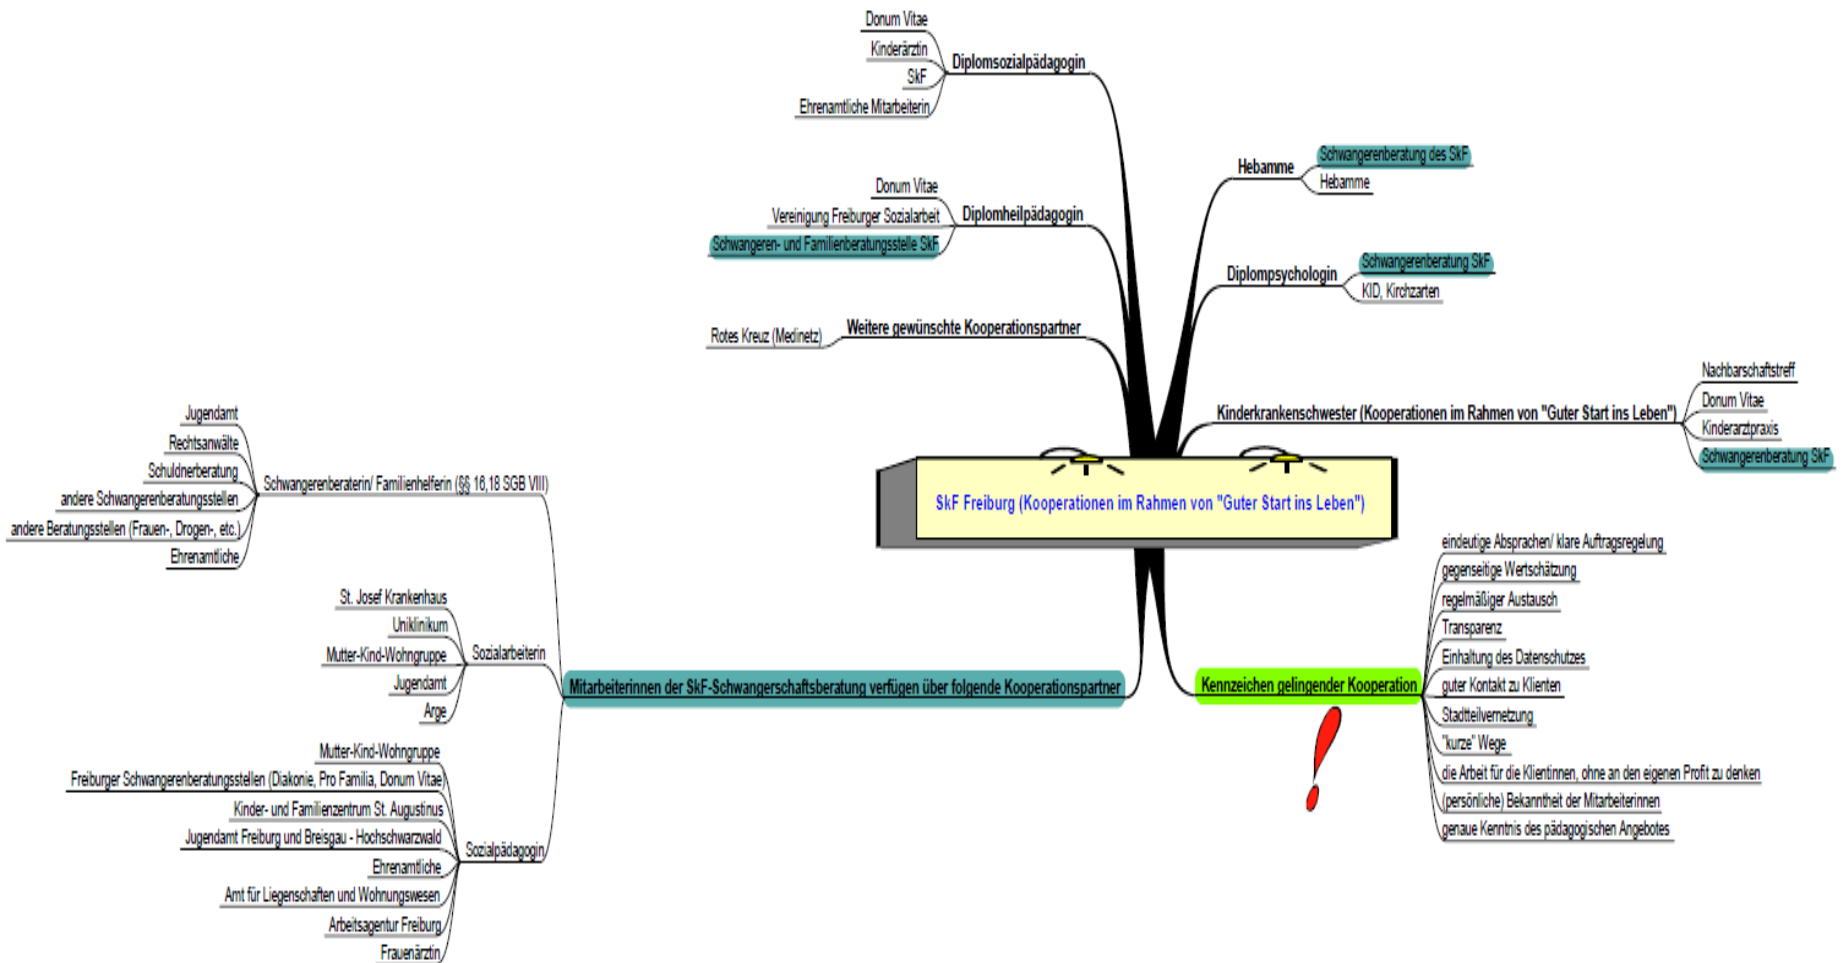 Donum Vitae
Kinderärztin
SkF
Ehrenamtliche Mitarbeiterin
Diplomsozialpädagogin
Donum Vitae
Vereinigung Freiburger Sozialarbeit
Schwangeren- und Familienberatungsstelle SkF
Diplomheilpädagogin
Rotes Kreuz (Medinetz)
Weitere gewünschte Kooperationspartner
Hebamme
Schwangerenberatung des SkF
Hebamme
Diplompsychologin
Schwangerenberatung SkF
KID, Kirchzarten
Kinderkrankenschwester (Kooperationen im Rahmen von "Guter Start ins Leben")
Nachbarschaftstreff
Donum Vitae
Kinderarztpraxis
Schwangerenberatung SkF
SkF Freiburg (Kooperationen im Rahmen von "Guter Start ins Leben")
Jugendamt
Rechtsanwälte
Schuldnerberatung
andere Schwangerenberatungsstellen
andere Beratungsstellen (Frauen-, Drogen-, etc.)
Ehrenamtliche
Schwangerenberaterin/ Familienhelferin (§§ 16,18 SGB VIII)
St. Josef Krankenhaus
Uniklinikum
Mutter-Kind-Wohngruppe
Jugendamt
Arge
Sozialarbeiterin
Mutter-Kind-Wohngruppe
Freiburger Schwangerenberatungsstellen (Diakonie, Pro Familia, Donum Vitae)
Kinder- und Familienzentrum St. Augustinus
Jugendamt Freiburg und Breisgau - Hochschwarzwald
Ehrenamtliche
Amt für Liegenschaften und Wohnungswesen
Arbeitsagentur Freiburg
Frauenärztin
Sozialpädagogin
Mitarbeiterinnen der SkF-Schwangerschaftsberatung verfügen über folgende Kooperationspartner
Kennzeichen gelingender Kooperation
eindeutige Absprachen/ klare Auftragsregelung
gegenseitige Wertschätzung
regelmäßiger Austausch
Transparenz
Einhaltung des Datenschutzes
guter Kontakt zu Klienten
Stadtteilvernetzung
"kurze" Wege
die Arbeit für die Klientinnen, ohne an den eigenen Profit zu denken
(persönliche) Bekanntheit der Mitarbeiterinnen
genaue Kenntnis des pädagogischen Angebotes